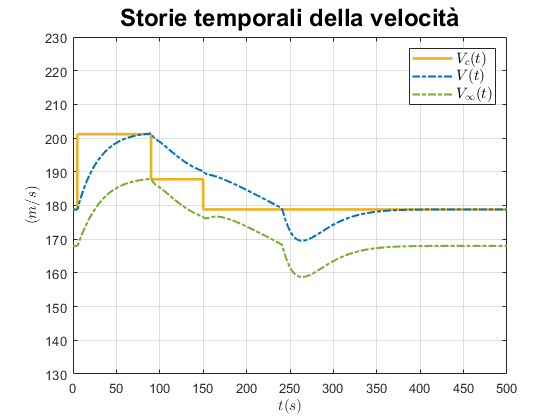 Storie temporali della velocità
230
220
210
200
190
180
170
160
150
140
130
(m/s)
V_c(t)
V(t)
V_∞(t)
0 50 100 150 200 250 300 350 400 450 500
t(s)